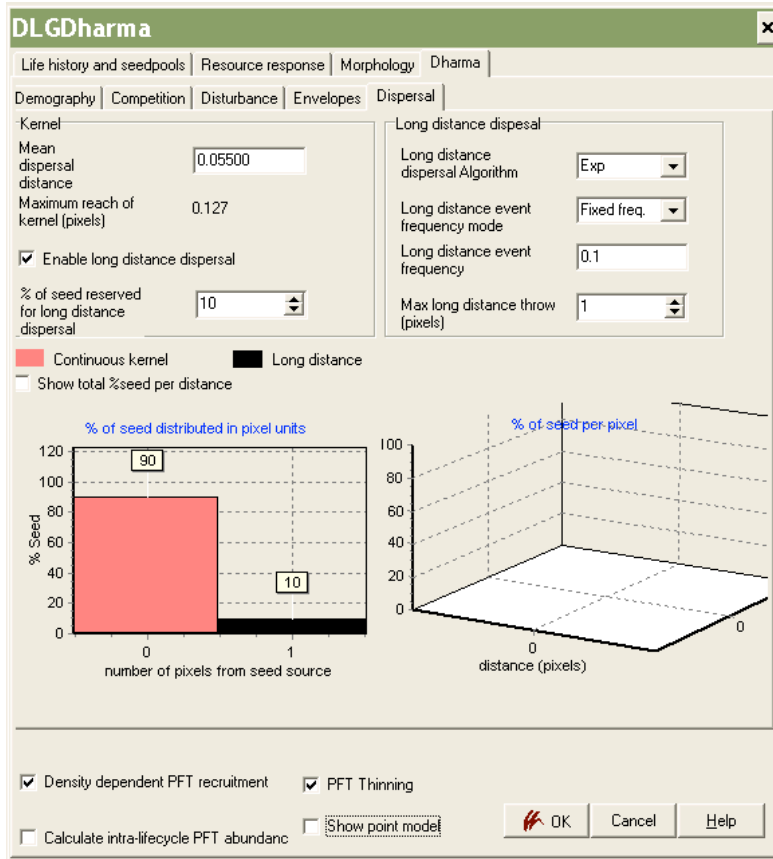 DLGDharma
Life history and seedpools
Resource response
Morphology
Dharma
Demography
Competition
Disturbance
Envelopes
Dispersal
Kernel
Mean
dispersal
distance
0.05500
Maximum reach of
kernel (pixels)
0.127
Enable long distance dispersal
% of seed reserved
for long distance
dispersal
10
Long distance dispesal
Long distance
dispersal Algorithm
Exp
Long distance event
frequency mode
Fixed freq.
Long distance event
frequency
0.1
Max long distance throw
(pixels)
1
Continuous kernel
Long distance
Show total %seed per distance
% of seed distributed in pixel units
120
100
80
60
40
20
0
% Seed
90
10
0
1
number of pixels from seed source
% of seed per pixel
100
80
60
40
20
0
0
0
distance (pixels)
Density dependent PFT recruitment
PFT Thinning
Calculate intra-lifecycle PFT abundanc
Show point model
OK
Cancel
Help